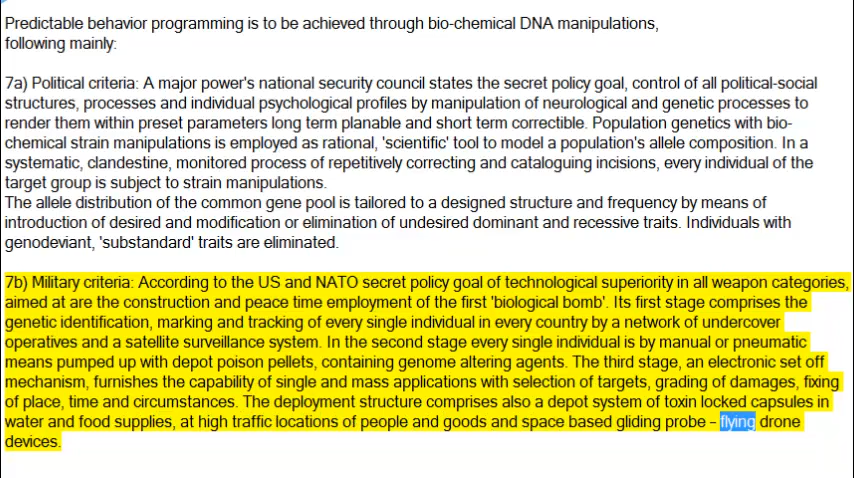 Predictable behavior programming is to be achieved through bio-chemical DNA manipulations,
following mainly:
7a) Political criteria: A major power's national security council states the secret policy goal, control of all political-social
structures, processes and individual psychological profiles by manipulation of neurological and genetic processes to
render them within preset parameters long term planable and short term correctible. Population genetics with bio-
chemical strain manipulations is employed as rational, 'scientific' tool to model a population's allele composition. In a
systematic, clandestine, monitored process of repetitively correcting and cataloguing incisions, every individual of the
target group is subject to strain manipulations.
The allele distribution of the common gene pool is tailored to a designed structure and frequency by means of
introduction of desired and modification or elimination of undesired dominant and recessive traits. Individuals with
genodeviant, 'substandard' traits are eliminated.
7b) Military criteria: According to the US and NATO secret policy goal of technological superiority in all weapon categories,
aimed at are the construction and peace time employment of the first 'biological bomb'. Its first stage comprises the
genetic identification, marking and tracking of every single individual in every country by a network of undercover
operatives and a satellite surveillance system. In the second stage every single individual is by manual or pneumatic
means pumped up with depot poison pellets, containing genome altering agents. The third stage, an electronic set off
mechanism, furnishes the capability of single and mass applications with selection of targets, grading of damages, fixing
of place, time and circumstances. The deployment structure comprises also a depot system of toxin locked capsules in
water and food supplies, at high traffic locations of people and goods and space based gliding probe – flying drone
devices.